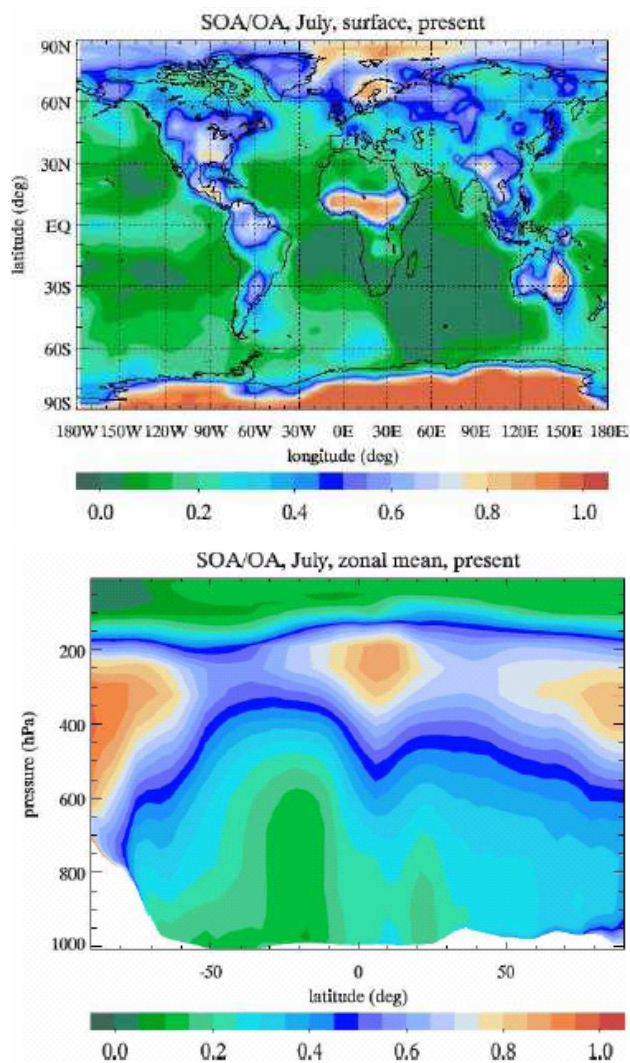 SOA/OA, July, surface, present
90N
60N
30N
EQ
30S
60S
90S
latitude (deg)
180W 150W 120W 90W 60W 30W 0E 30E 60E 90E 120E 150E 180E
longitude (deg)
0.0 0.2 0.4 0.6 0.8 1.0
SOA/OA, July, zonal mean, present
200
400
600
800
1000
pressure (hPa)
-50 0 50
latitude (deg)
0.0 0.2 0.4 0.6 0.8 1.0